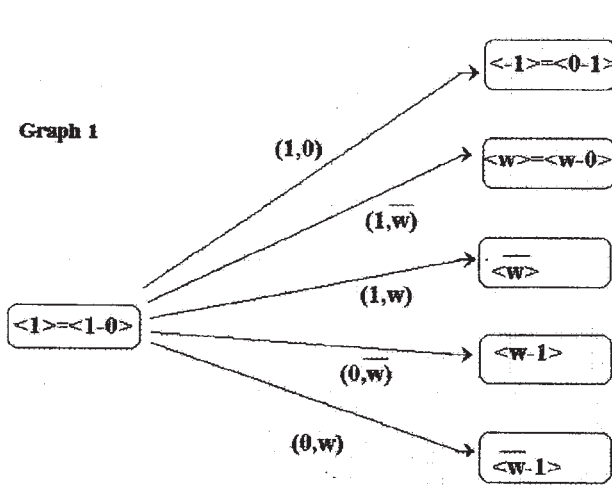 <-1>=<0-1>
Graph 1
(1,0)
<w>=<w-0>
(1,w̅)
<w̅>
(1,w)
<1>=<1-0>
<w-1>
(0,w̅)
(0,w)
<w̅-1>